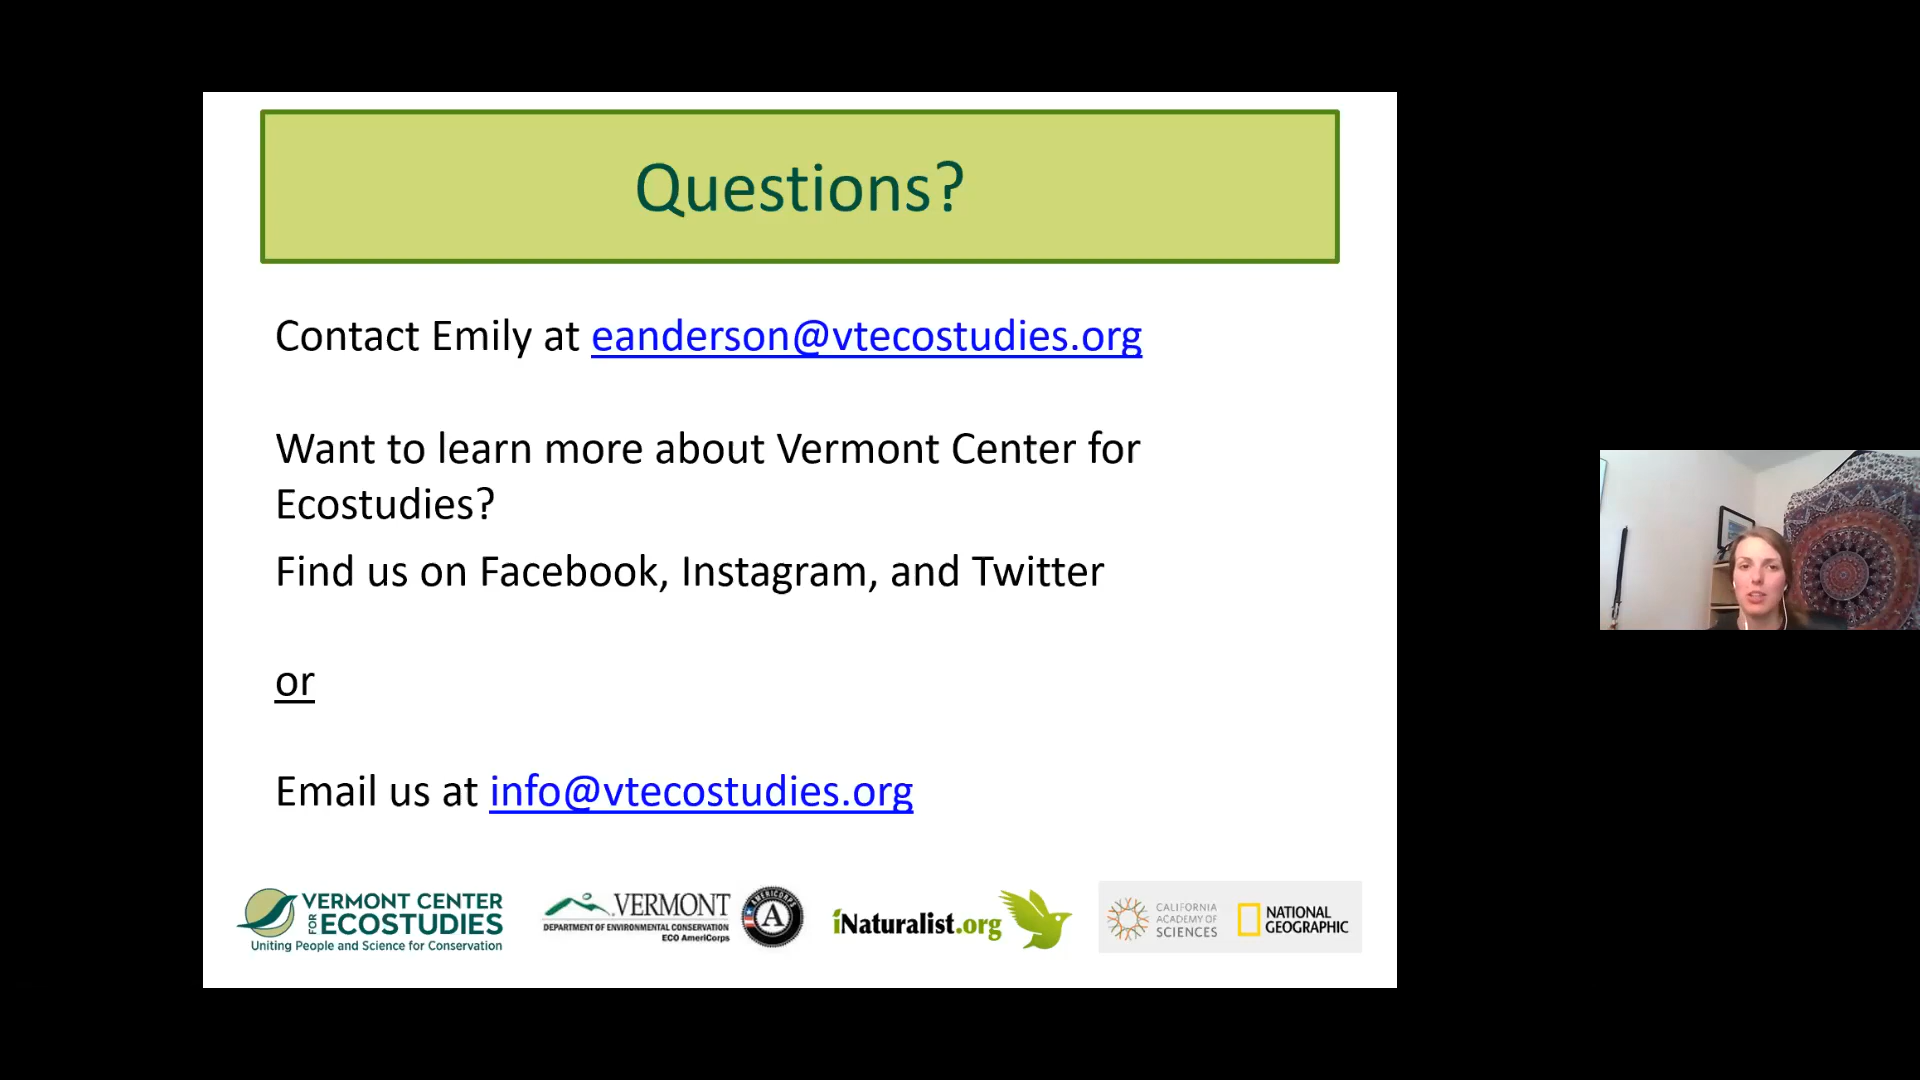 Questions?
Contact Emily at eanderson@vtecostudies.org
Want to learn more about Vermont Center for
Ecostudies?
Find us on Facebook, Instagram, and Twitter
or
Email us at info@vtecostudies.org
VERMONT CENTER
FOR ECOSTUDIES
Uniting People and Science for Conservation
VERMONT
DEPARTMENT OF ENVIRONMENTAL CONSERVATION
ECO AmeriCorps
AMERICORPS
A
iNaturalist.org
CALIFORNIA
ACADEMY OF
SCIENCES
NATIONAL
GEOGRAPHIC